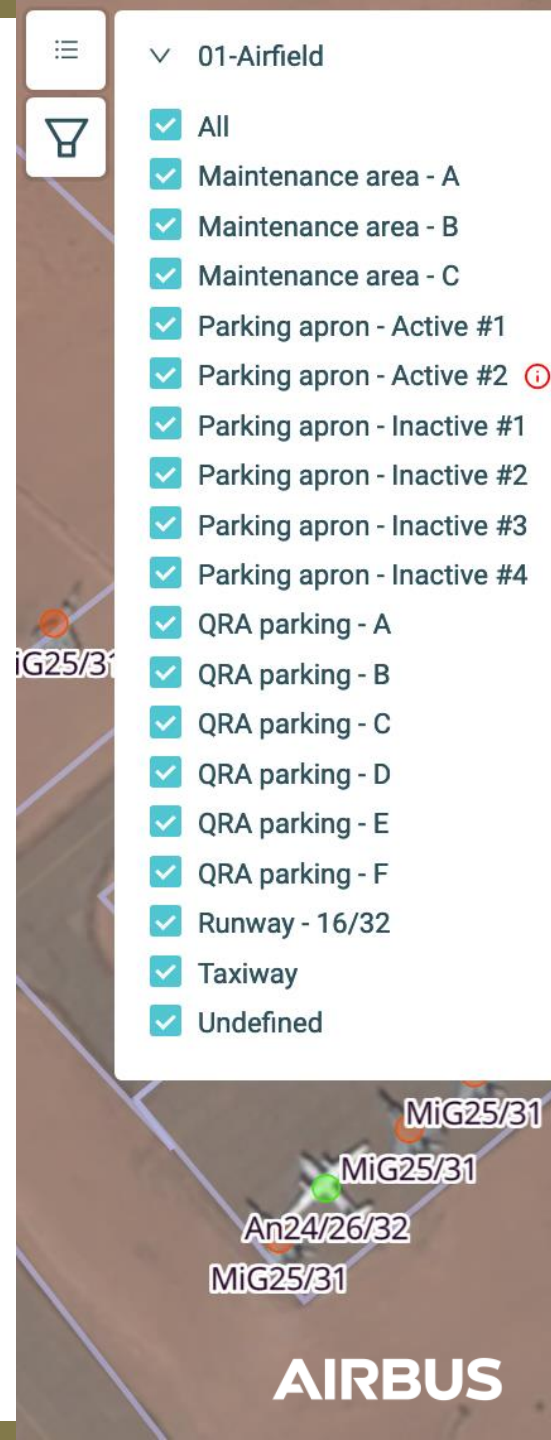 01-Airfield
All
Maintenance area - A
Maintenance area - B
Maintenance area - C
Parking apron - Active #1
Parking apron - Active #2
Parking apron - Inactive #1
Parking apron - Inactive #2
Parking apron - Inactive #3
Parking apron - Inactive #4
QRA parking - A
iG25/31
QRA parking - B
QRA parking - C
QRA parking - D
QRA parking - E
QRA parking - F
Runway - 16/32
Taxiway
Undefined
MiG25/31
MiG25/31
An24/26/32
MiG25/31
AIRBUS